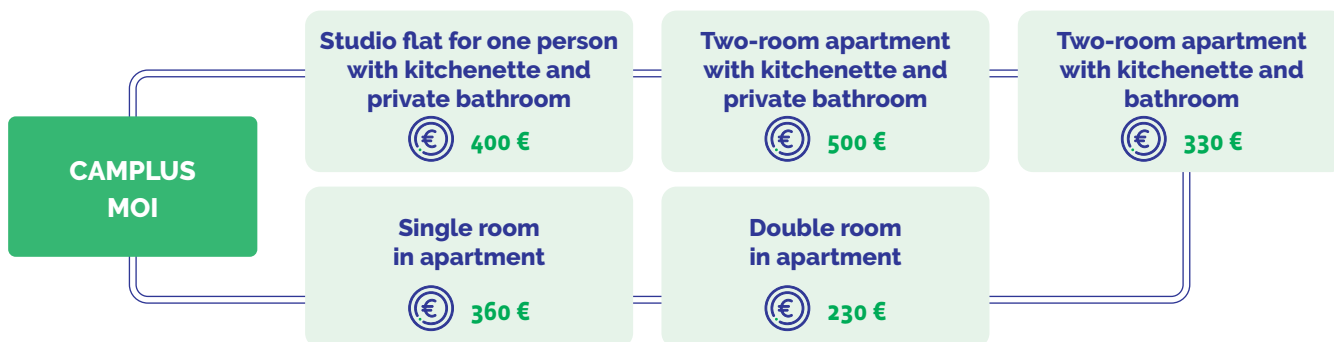 CAMPLUS
MOI
Studio flat for one person
with kitchenette and
private bathroom
€ 400 €
Two-room apartment
with kitchenette and
private bathroom
€ 500 €
Two-room apartment
with kitchenette and
bathroom
€ 330 €
Single room
in apartment
€ 360 €
Double room
in apartment
€ 230 €